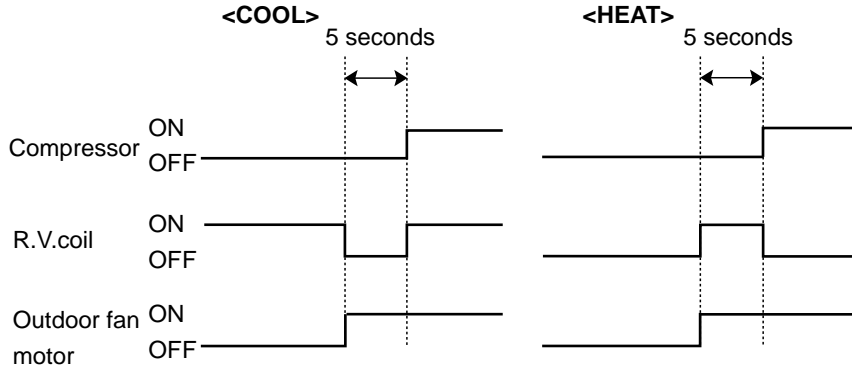 <COOL>
<HEAT>
5 seconds
5 seconds
Compressor
ON
OFF
R.V.coil
ON
OFF
Outdoor fan
motor
ON
OFF